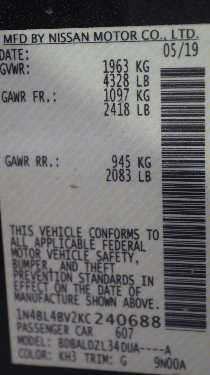 MFD BY NISSAN MOTOR CO., LTD.
DATE: 05/19
GVWR: 1963 KG
4328 LB
GAWR FR.: 1097 KG
2418 LB
GAWR RR.: 945 KG
2083 LB
THIS VEHICLE CONFORMS TO
ALL APPLICABLE FEDERAL
MOTOR VEHICLE SAFETY,
BUMPER, AND THEFT
PREVENTION STANDARDS IN
EFFECT ON THE DATE OF
MANUFACTURE SHOWN ABOVE.
1N4BL4BV2KC240688
PASSENGER CAR 607
MODEL: BDBALDZL34DUA----A
COLOR: KH3 TRIM: G 9N00A